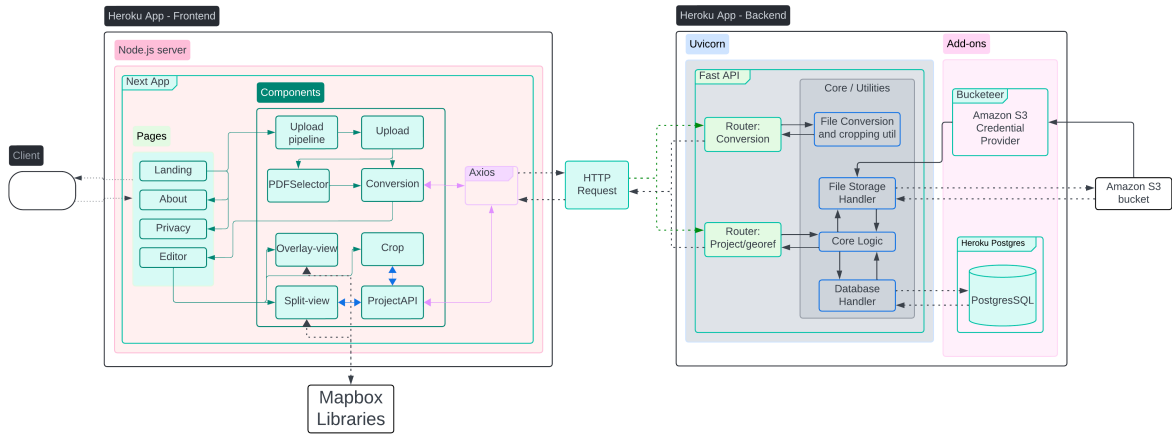 Heroku App - Frontend
Heroku App - Backend
Node.js server
Uvicorn
Add-ons
Next App
Fast API
Components
Core / Utilities
Bucketeer
Pages
Upload
pipeline
Upload
Router:
Conversion
File Conversion
and cropping util
Amazon S3
Credential
Provider
Client
Landing
PDFSelector
Conversion
Axios
HTTP
Request
File Storage
Handler
Amazon S3
bucket
About
Privacy
Editor
Overlay-view
Crop
Router:
Project/georef
Core Logic
Heroku Postgres
Split-view
ProjectAPI
Database
Handler
PostgresSQL
Mapbox
Libraries